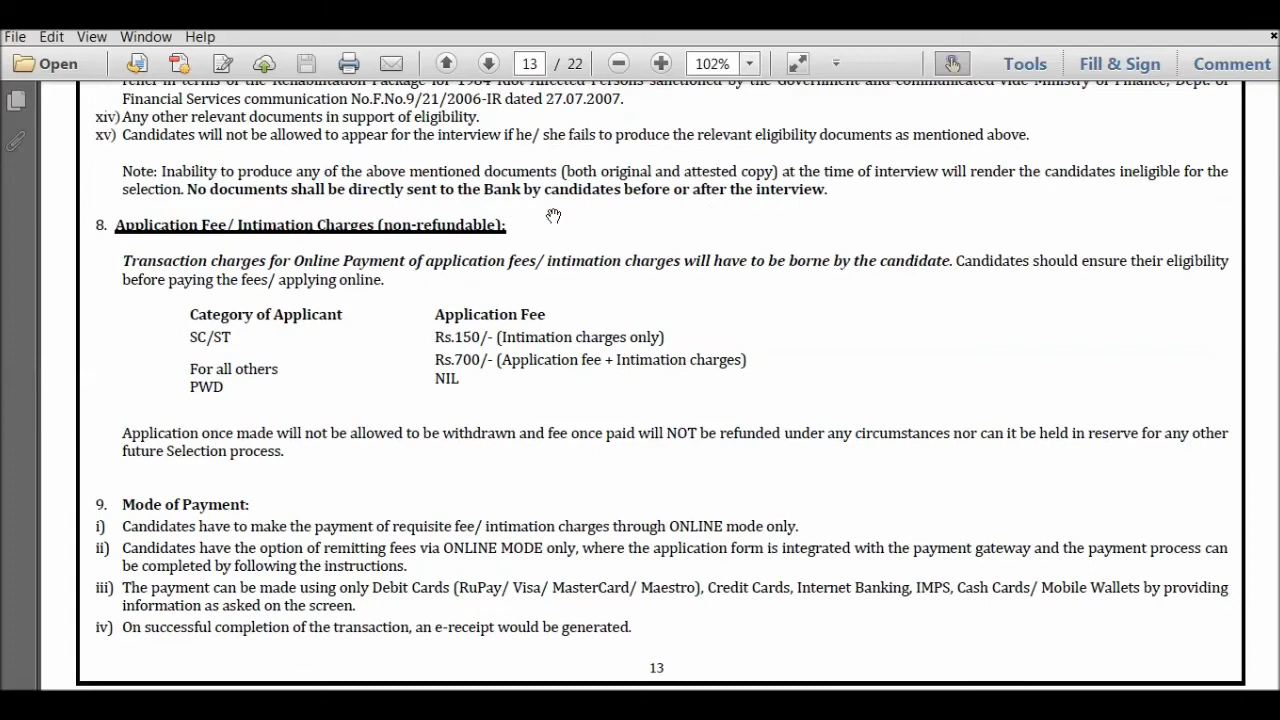 File Edit View Window Help
Open 13 / 22 102% Tools Fill & Sign Comment
Financial Services communication No.F.No.9/21/2006-IR dated 27.07.2007.
xiv) Any other relevant documents in support of eligibility.
xv) Candidates will not be allowed to appear for the interview if he/ she fails to produce the relevant eligibility documents as mentioned above.
Note: Inability to produce any of the above mentioned documents (both original and attested copy) at the time of interview will render the candidates ineligible for the
selection. No documents shall be directly sent to the Bank by candidates before or after the interview.
8. Application Fee/ Intimation Charges (non-refundable):
Transaction charges for Online Payment of application fees/ intimation charges will have to be borne by the candidate. Candidates should ensure their eligibility
before paying the fees/ applying online.
Category of Applicant Application Fee
SC/ST Rs.150/- (Intimation charges only)
For all others Rs.700/- (Application fee + Intimation charges)
PWD NIL
Application once made will not be allowed to be withdrawn and fee once paid will NOT be refunded under any circumstances nor can it be held in reserve for any other
future Selection process.
9. Mode of Payment:
i) Candidates have to make the payment of requisite fee/ intimation charges through ONLINE mode only.
ii) Candidates have the option of remitting fees via ONLINE MODE only, where the application form is integrated with the payment gateway and the payment process can
be completed by following the instructions.
iii) The payment can be made using only Debit Cards (RuPay/ Visa/ MasterCard/ Maestro), Credit Cards, Internet Banking, IMPS, Cash Cards/ Mobile Wallets by providing
information as asked on the screen.
iv) On successful completion of the transaction, an e-receipt would be generated.
13